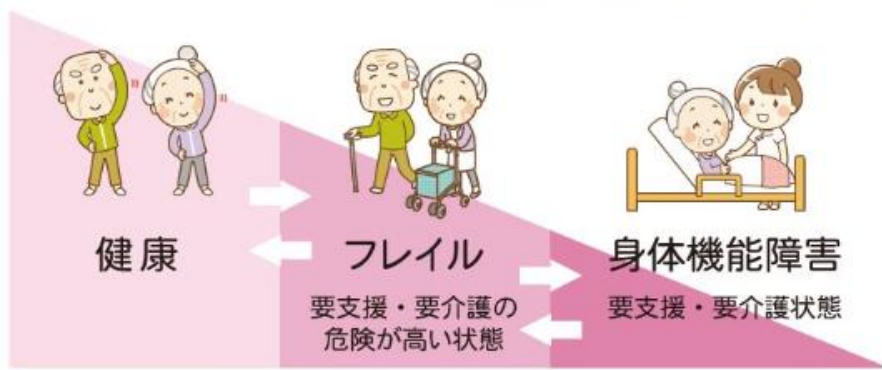 健康
フレイル
要支援・要介護の
危険が高い状態
身体機能障害
要支援・要介護状態